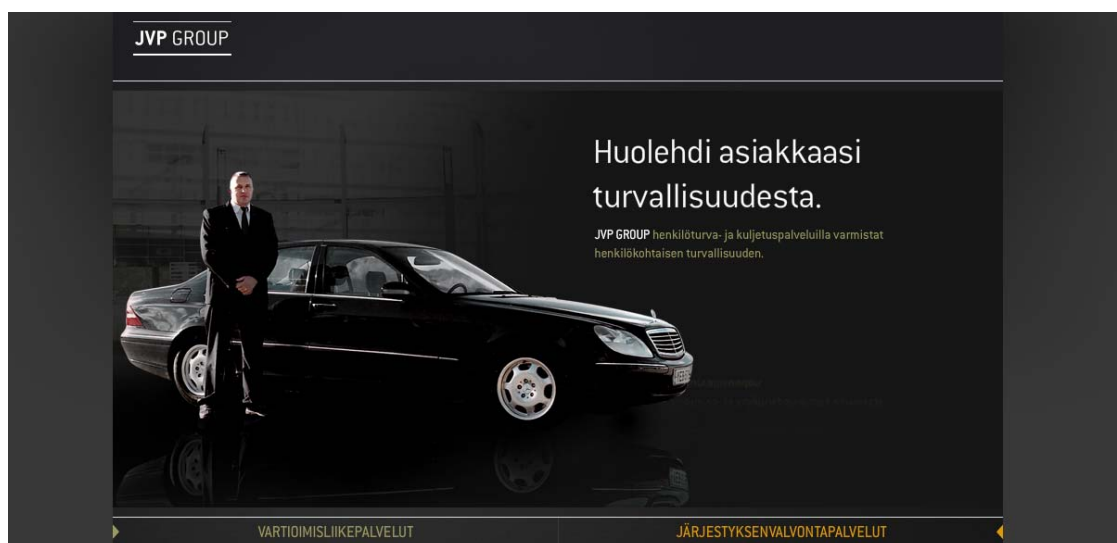 JVP GROUP
Huolehdi asiakkaasi
turvallisuudesta.
JVP GROUP henkilöturva- ja kuljetuspalveluilla varmistat
henkilökohtaisen turvallisuuden.
VARTIOIMISLIIKEPALVELUT
JÄRJESTYKSENVALVONTAPALVELUT